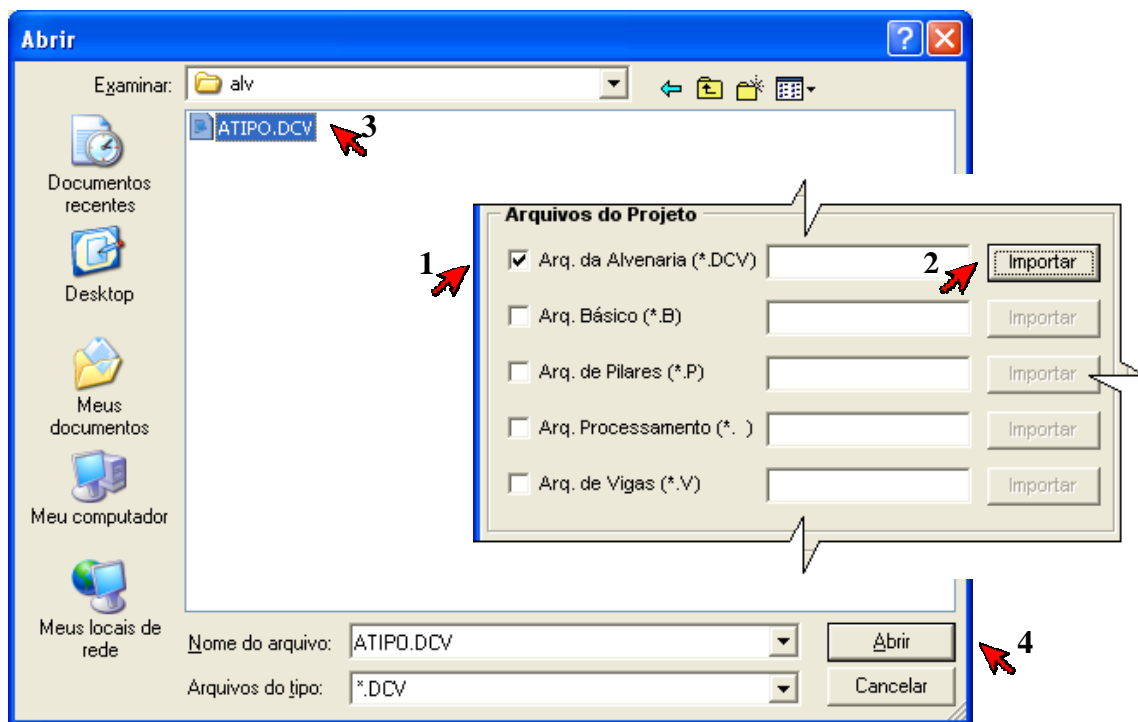 Abrir
Examinar:
alv
ATIPO.DCV
3
Documentos
recentes
Desktop
Meus
documentos
Meu computador
Meus locais de
rede
Arquivos do Projeto
1
Arq. da Alvenaria (*.DCV)
2
Importar
Arq. Básico (*.B)
Importar
Arq. de Pilares (*.P)
Importar
Arq. Processamento (*. )
Importar
Arq. de Vigas (*.V)
Importar
Nome do arquivo:
ATIPO.DCV
Abrir
4
Arquivos do tipo:
*.DCV
Cancelar